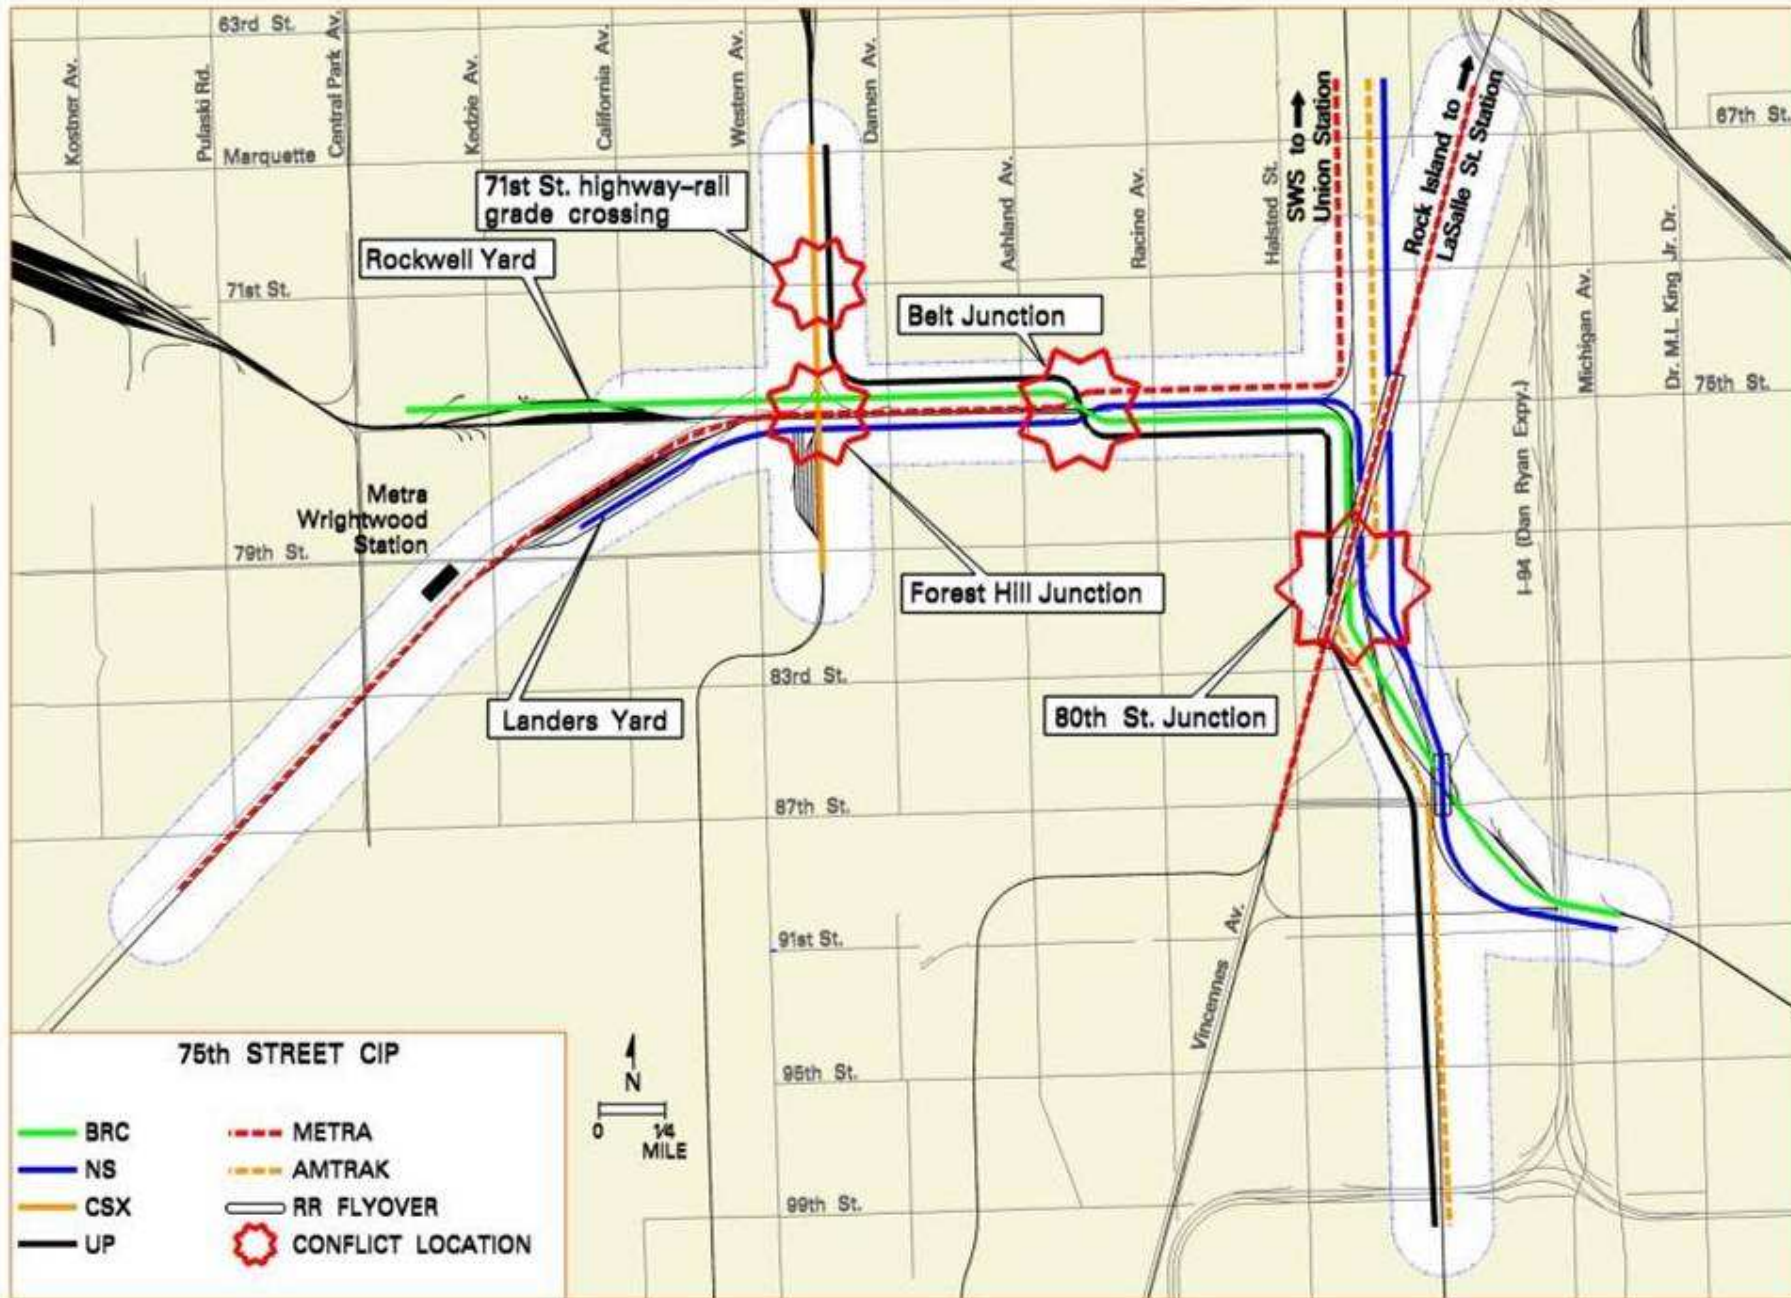 63rd St.
Kostner Av.
Pulaski Rd.
Central Park Av.
Kedzie Av.
California Av.
Western Av.
Damen Av.
Marquette
67th St.
71st St. highway-rail
grade crossing
Ashland Av.
Racine Av.
Halsted St.
SWS to
Union Station
Rock Island to
LaSalle St. Station
Rockwell Yard
71st St.
Belt Junction
Michigan Av.
Dr. M.L. King Jr. Dr.
75th St.
I-94 (Dan Ryan Expy.)
Metra
Wrightwood
Station
79th St.
Forest Hill Junction
83rd St.
Landers Yard
80th St. Junction
87th St.
91st St.
Vincennes Av.
95th St.
99th St.
75th STREET CIP
BRC
METRA
NS
AMTRAK
CSX
RR FLYOVER
UP
CONFLICT LOCATION
N
0 1/4
MILE